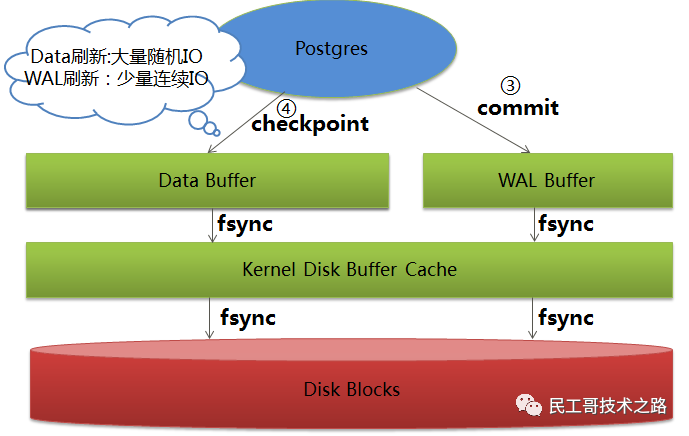 Data刷新:大量随机IO
WAL刷新：少量连续IO
Postgres
④
checkpoint
③
commit
Data Buffer
WAL Buffer
fsync
fsync
Kernel Disk Buffer Cache
fsync
fsync
Disk Blocks
民工哥技术之路